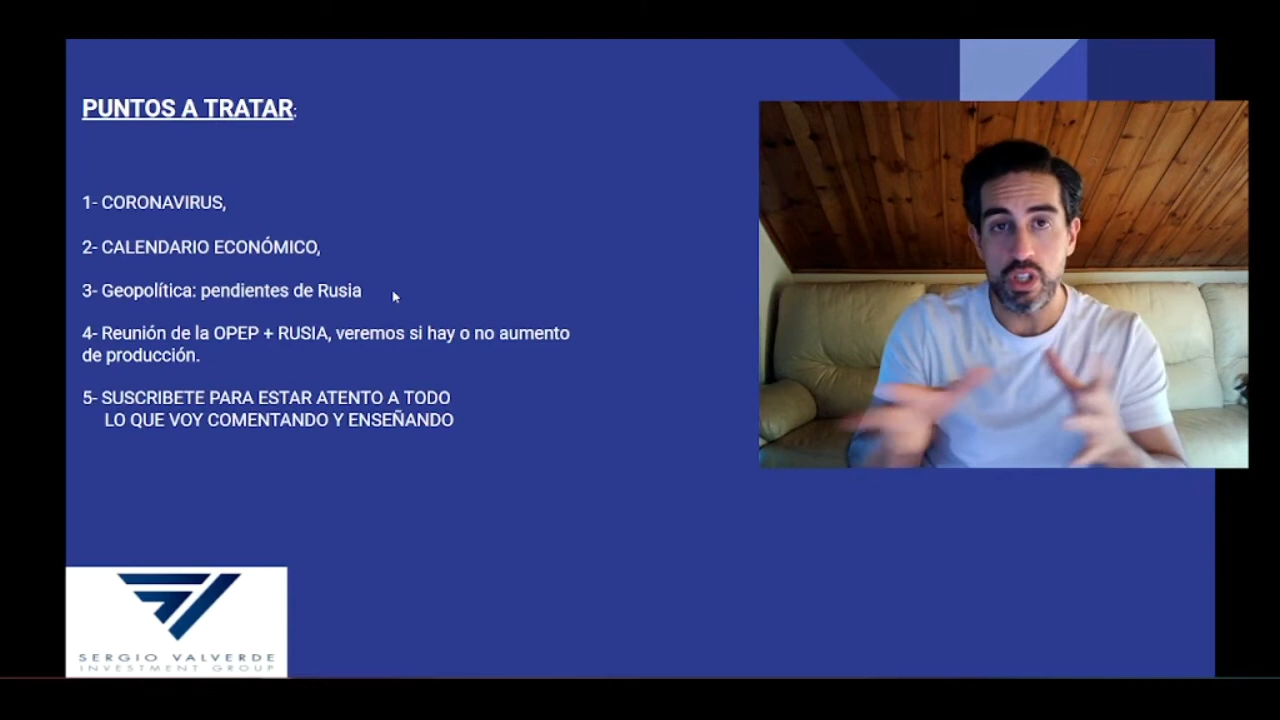 PUNTOS A TRATAR:
1- CORONAVIRUS,
2- CALENDARIO ECONÓMICO,
3- Geopolítica: pendientes de Rusia
4- Reunión de la OPEP + RUSIA, veremos si hay o no aumento
de producción.
5- SUSCRIBETE PARA ESTAR ATENTO A TODO
LO QUE VOY COMENTANDO Y ENSEÑANDO
SERGIO VALVERDE
INVESTMENT GROUP